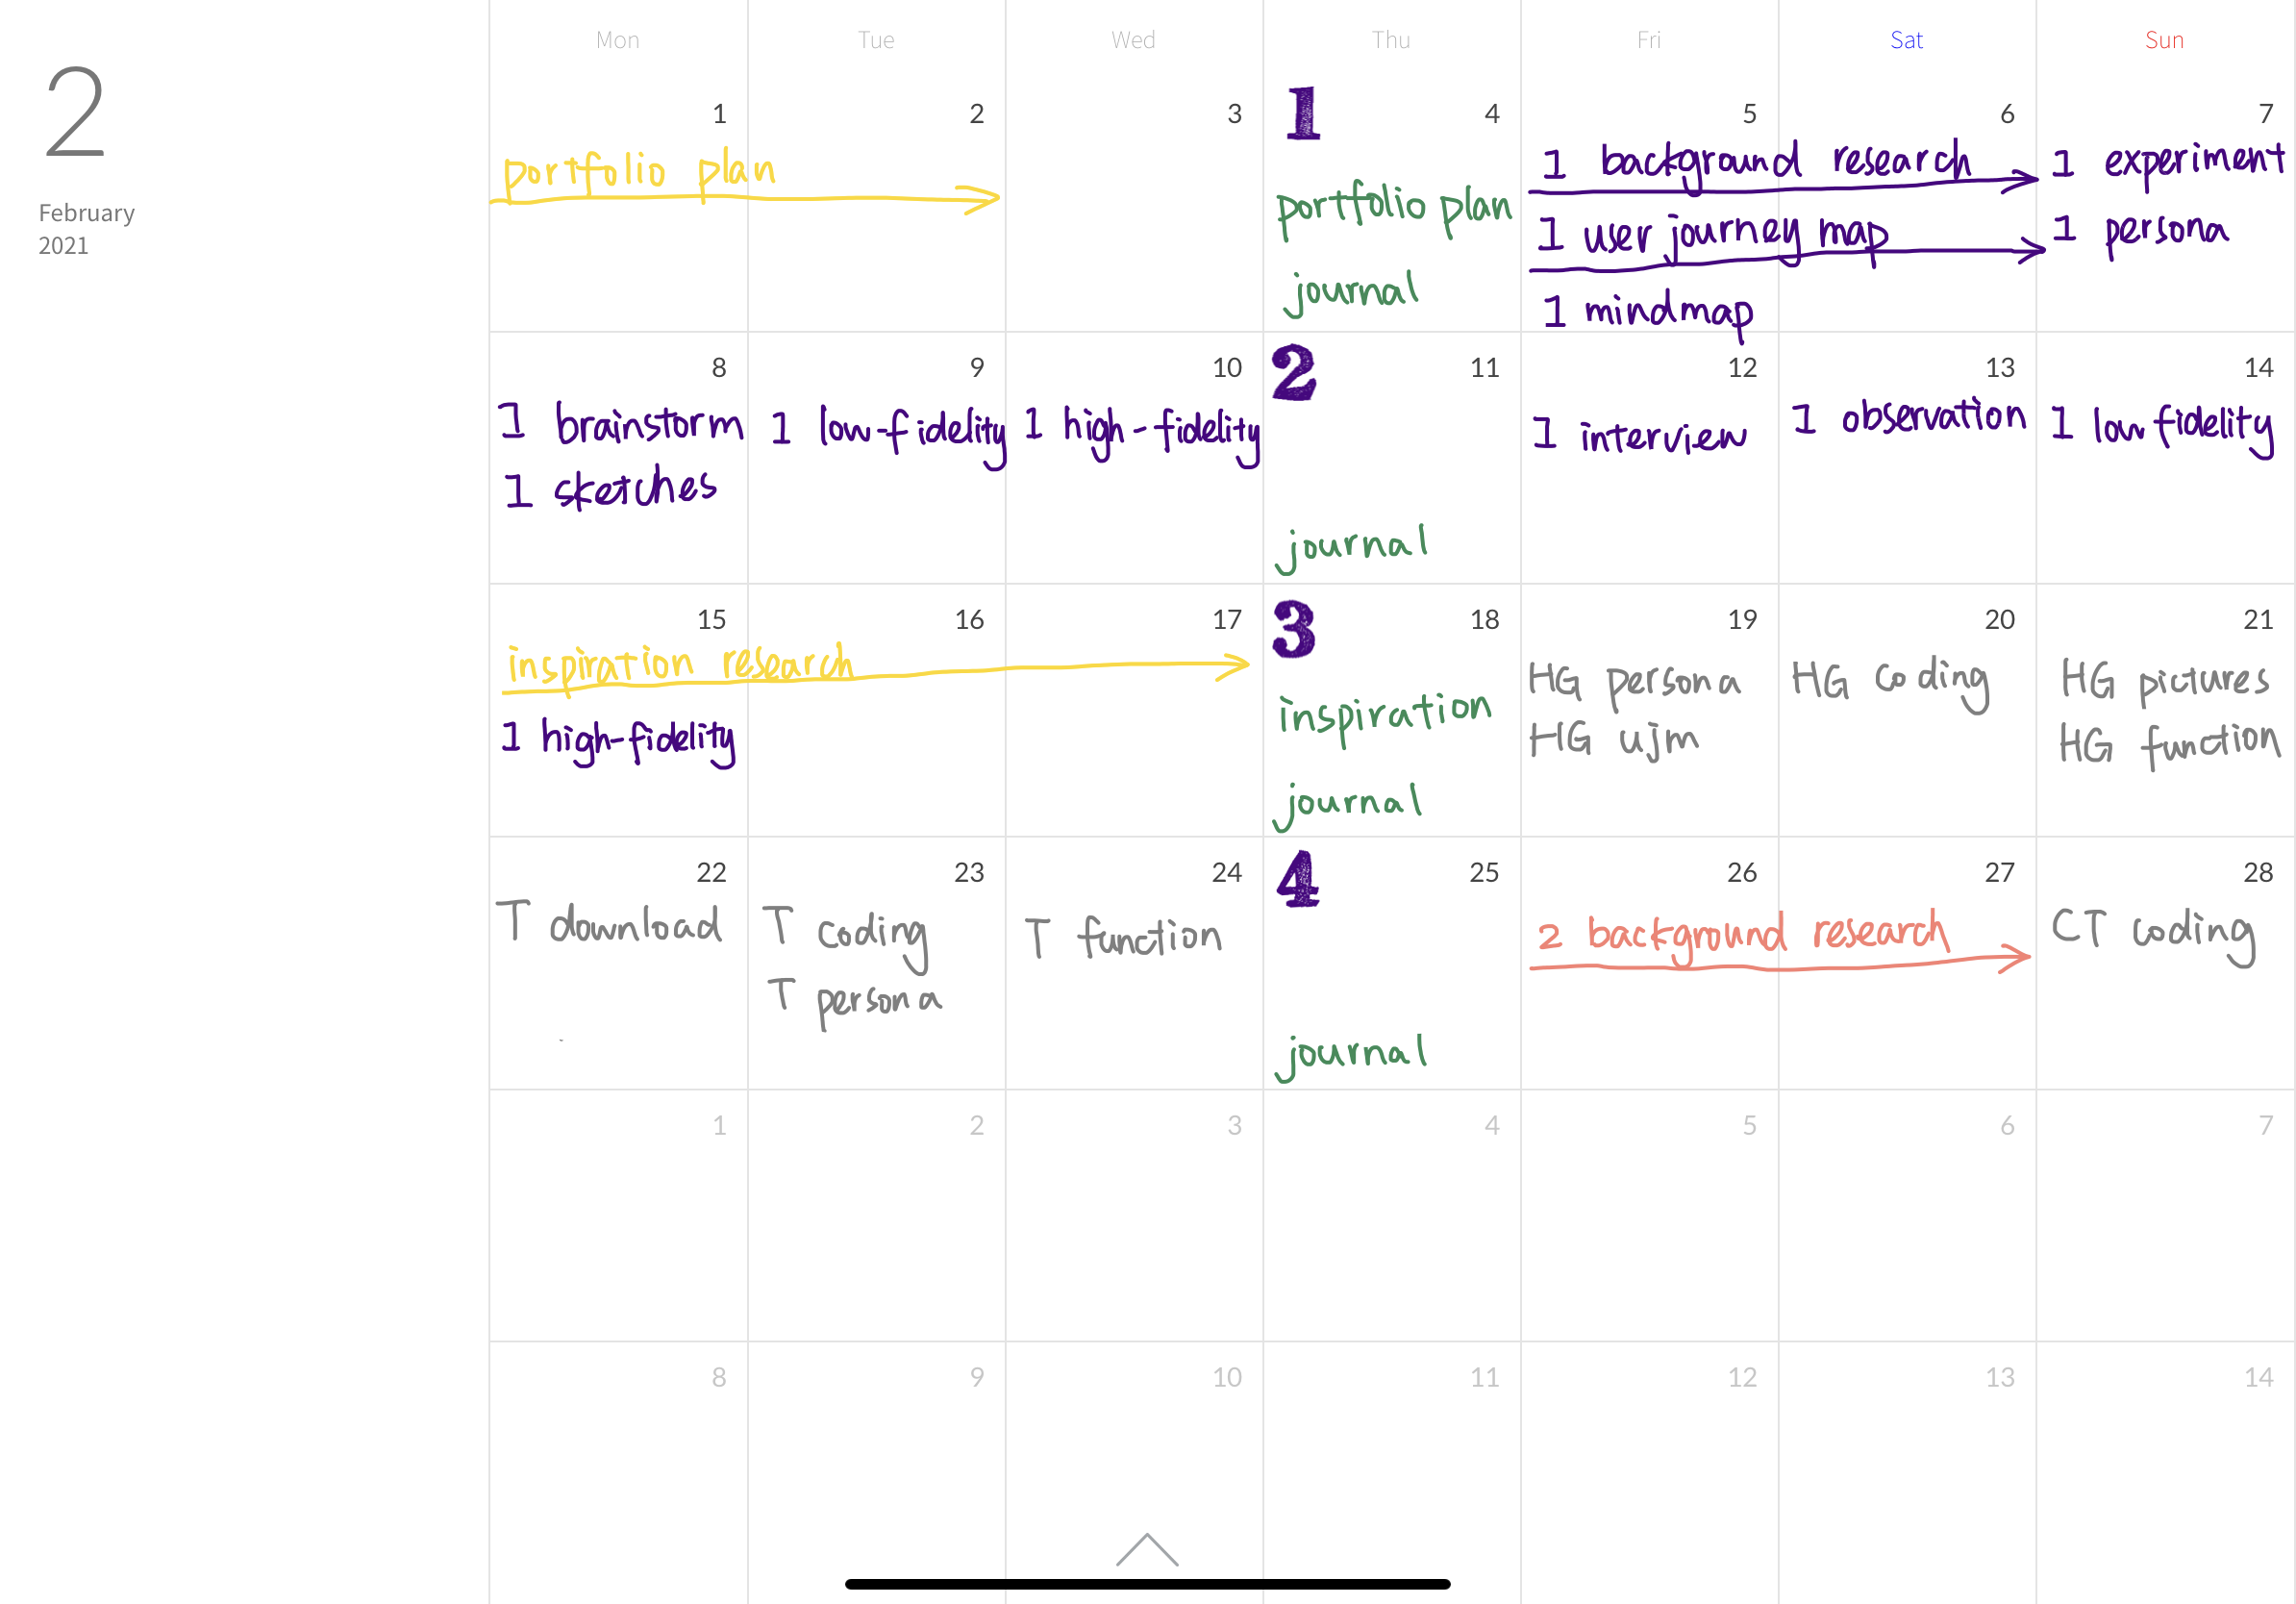 2
February
2021
Mon Tue Wed Thu Fri Sat Sun
1 2 3 1 4 5 6 7
portfolio plan
portfolio plan
journal
1 background research
1 user journey map
1 mindmap
1 experiment
1 persona
8 9 10 2 11 12 13 14
1 brainstorm
1 sketches
1 low-fidelity
1 high-fidelity
journal
1 interview
1 observation
1 low fidelity
15 16 17 3 18 19 20 21
inspiration research
1 high-fidelity
inspiration
journal
HG persona
HG ujm
HG coding
HG pictures
HG function
22 23 24 4 25 26 27 28
T download
T coding
T persona
T function
journal
2 background research
CT coding
1 2 3 4 5 6 7
8 9 10 11 12 13 14